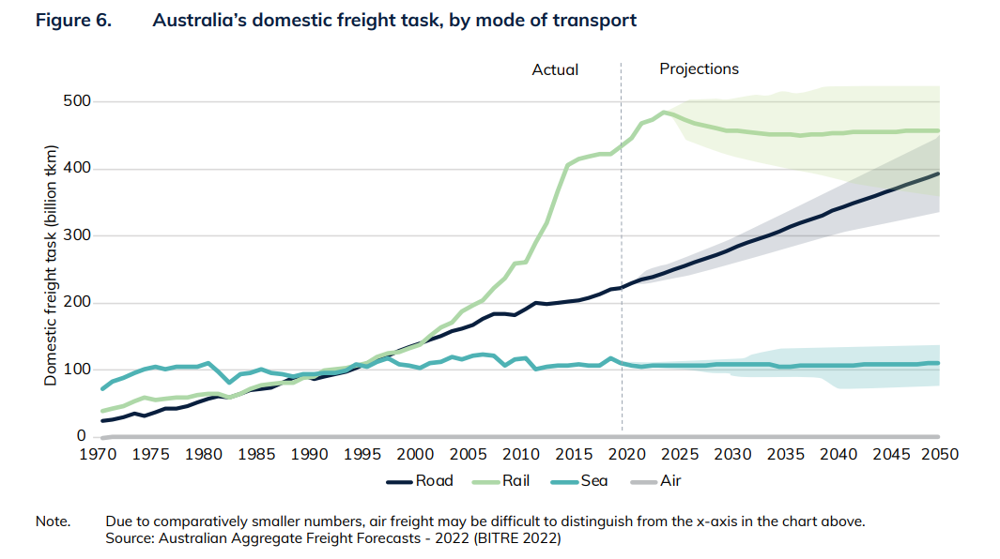 Figure 6. Australia's domestic freight task, by mode of transport
Actual Projections
Domestic freight task (billion tkm)
500
400
300
200
100
0
1970 1975 1980 1985 1990 1995 2000 2005 2010 2015 2020 2025 2030 2035 2040 2045 2050
Road Rail Sea Air
Note. Due to comparatively smaller numbers, air freight may be difficult to distinguish from the x-axis in the chart above.
Source: Australian Aggregate Freight Forecasts - 2022 (BITRE 2022)